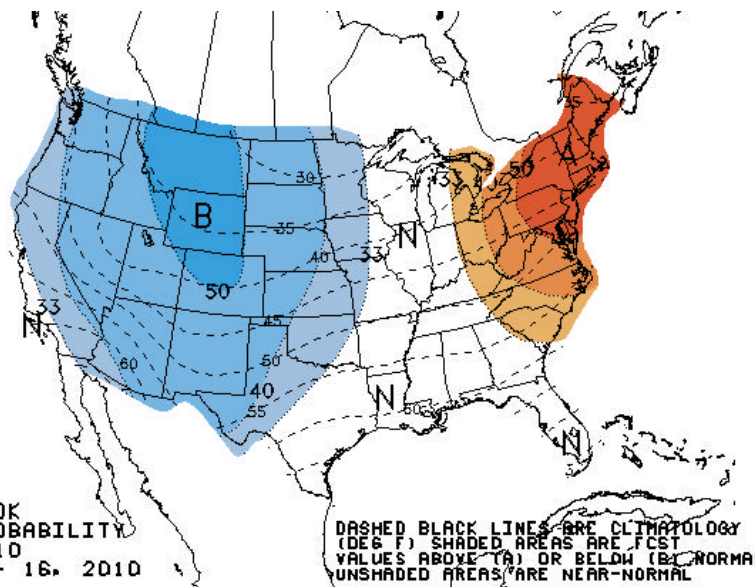 35
50
33
A
30
B
N
35
33
40
50
33
45
N
50
60
40
N
55
60
N
OK
OBABILITY
10
- 16, 2010
DASHED BLACK LINES ARE CLIMATOLOGY
(DEG F) SHADED AREAS ARE FCST
VALUES ABOVE (A) OR BELOW (B) NORMA
UNSHADED AREAS ARE NEAR-NORMAL